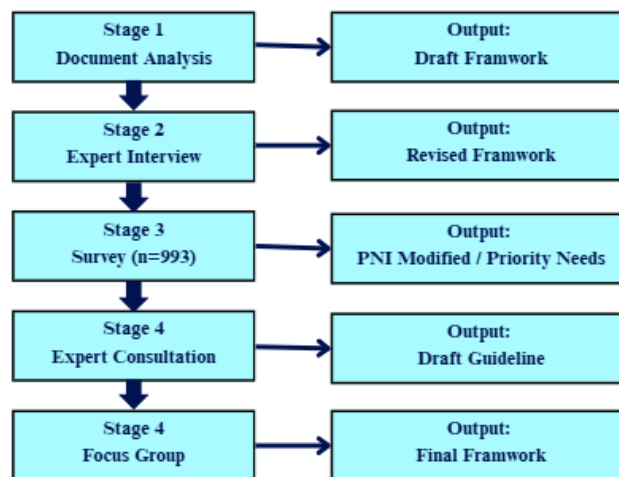 Stage 1
Document Analysis
Output:
Draft Framwork
Stage 2
Expert Interview
Output:
Revised Framwork
Stage 3
Survey (n=993)
Output:
PNI Modified / Priority Needs
Stage 4
Expert Consultation
Output:
Draft Guideline
Stage 4
Focus Group
Output:
Final Framwork